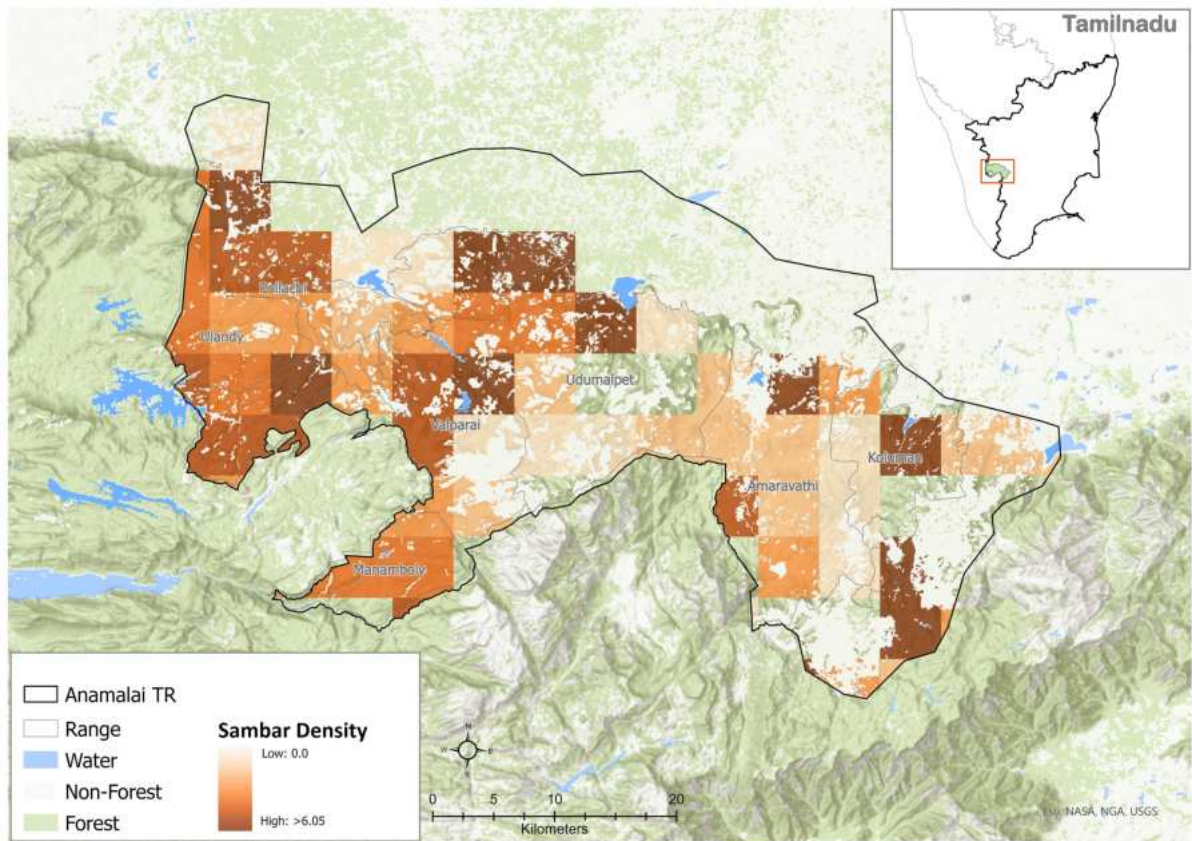 Tamilnadu
Pollachi
Ulandy
Udumalpet
Valparai
Koluman
Amaravathi
Manamboly
Anamalai TR
Range
Water
Non-Forest
Forest
Sambar Density
Low: 0.0
High: >6.05
N
W
E
S
0 5 10 20
Kilometers
NASA, NGA, USGS